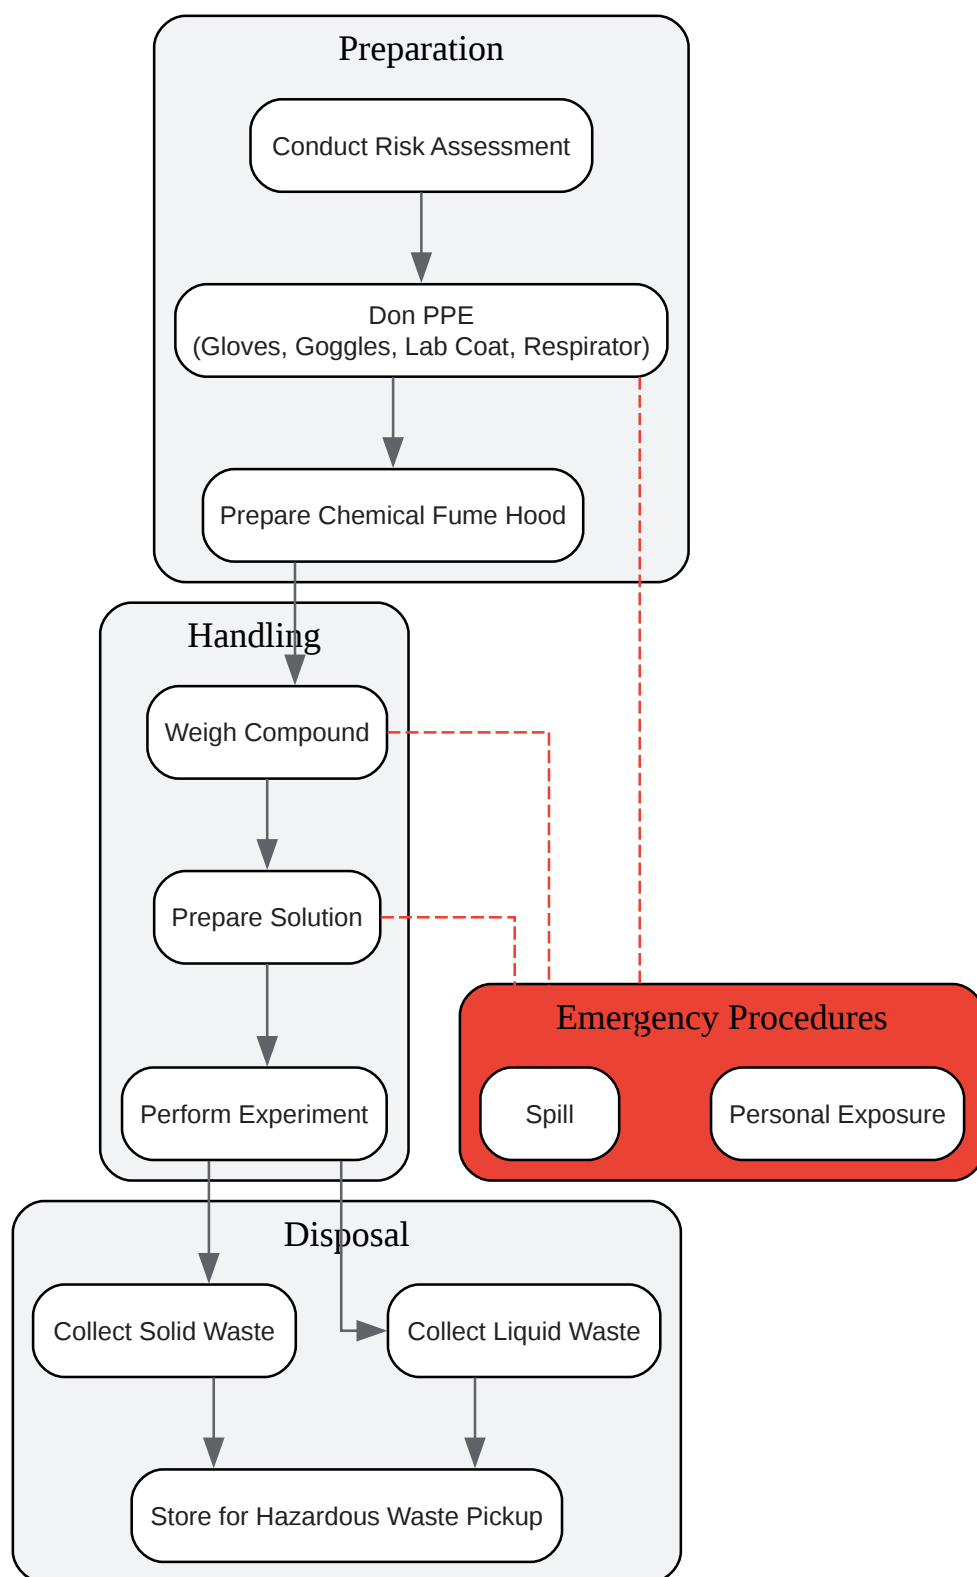 Preparation
Conduct Risk Assessment
Don PPE
(Gloves, Goggles, Lab Coat, Respirator)
Prepare Chemical Fume Hood
Handling
Weigh Compound
Prepare Solution
Perform Experiment
Emergency Procedures
Spill
Personal Exposure
Disposal
Collect Solid Waste
Collect Liquid Waste
Store for Hazardous Waste Pickup